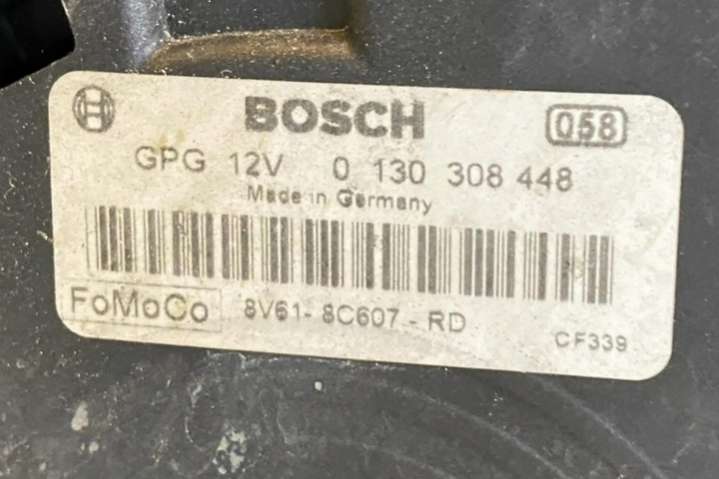 BOSCH 058
GPG 12V 0 130 308 448
Made in Germany
FoMoCo 8V61-8C607-RD
CF339